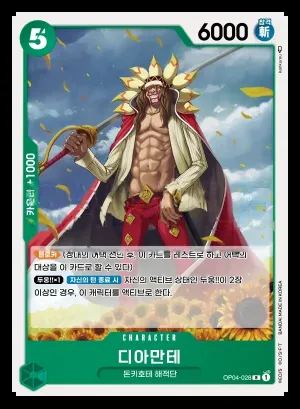 5
6000
참격
斬
카운터 +1000
블로커 (상대의 어택 선언 후, 이 카드를 레스트로 하고 어택의
대상을 이 카드로 할 수 있다)
두웅!!×1 자신의 턴 종료 시 자신의 액티브 상태인 두웅!!이 2장
이상인 경우, 이 캐릭터를 액티브로 한다.
CHARACTER
디아만테
돈키호테 해적단
OP04-028 1
BANDAI MADE IN KOREA